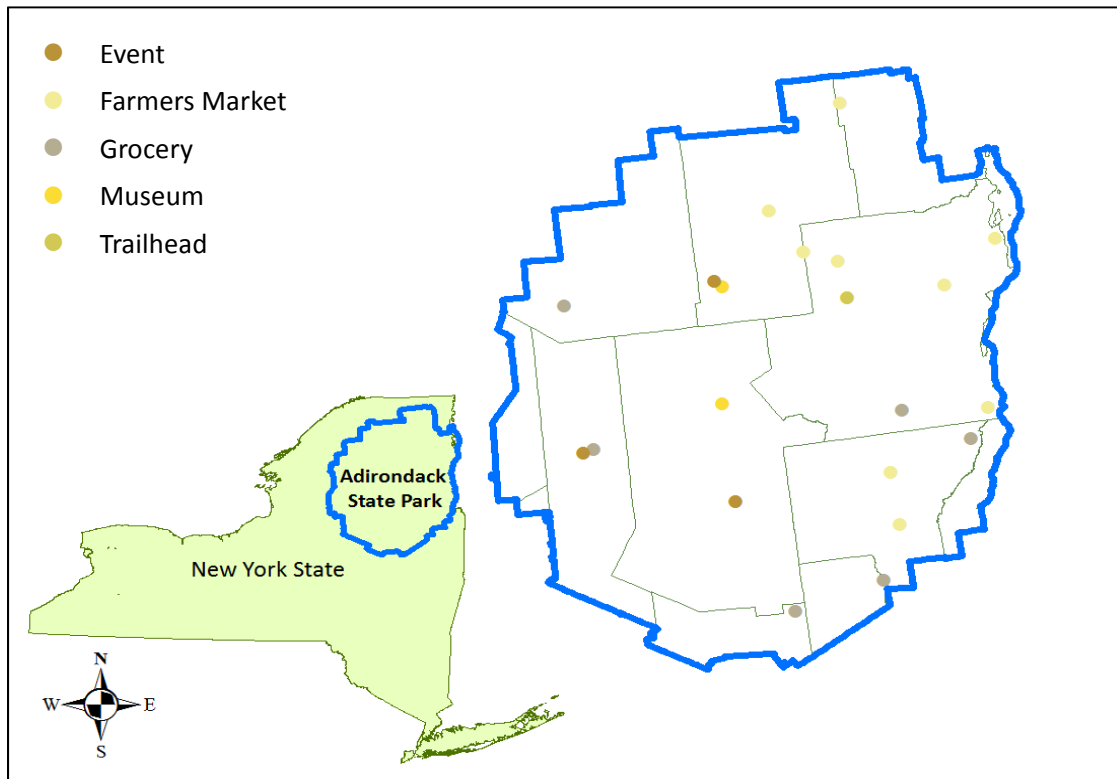 Event
Farmers Market
Grocery
Museum
Trailhead
Adirondack
State Park
New York State
N
W E
S